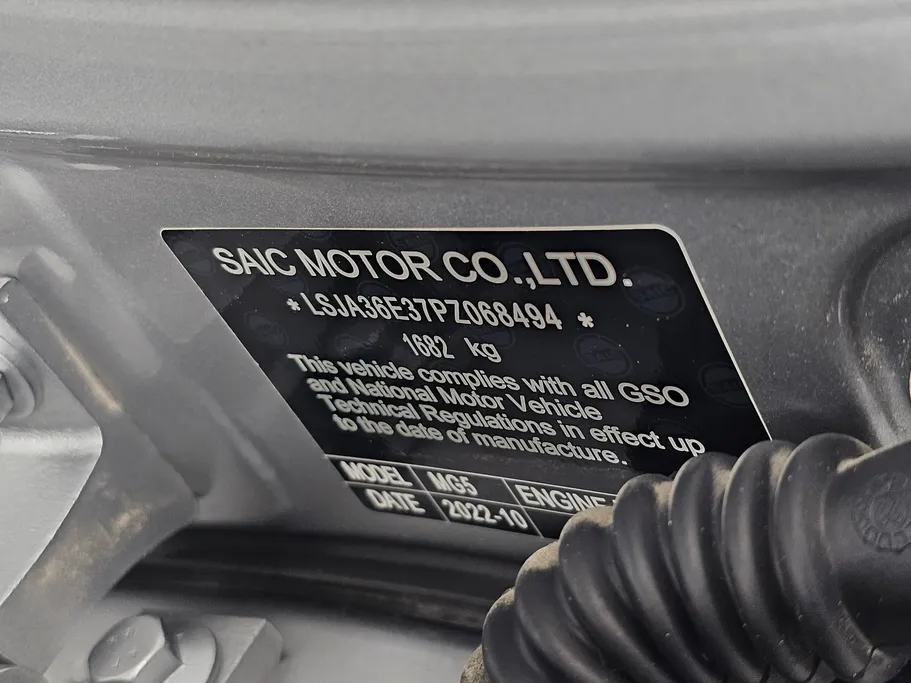 SAIC MOTOR CO.,LTD.
*LSJA36E37PZ068494 *
1682 kg
This vehicle complies with all GSO
and National Motor Vehicle
Technical Regulations in effect up
to the date of manufacture.
MODEL MG5 ENGINE
DATE 2022-10